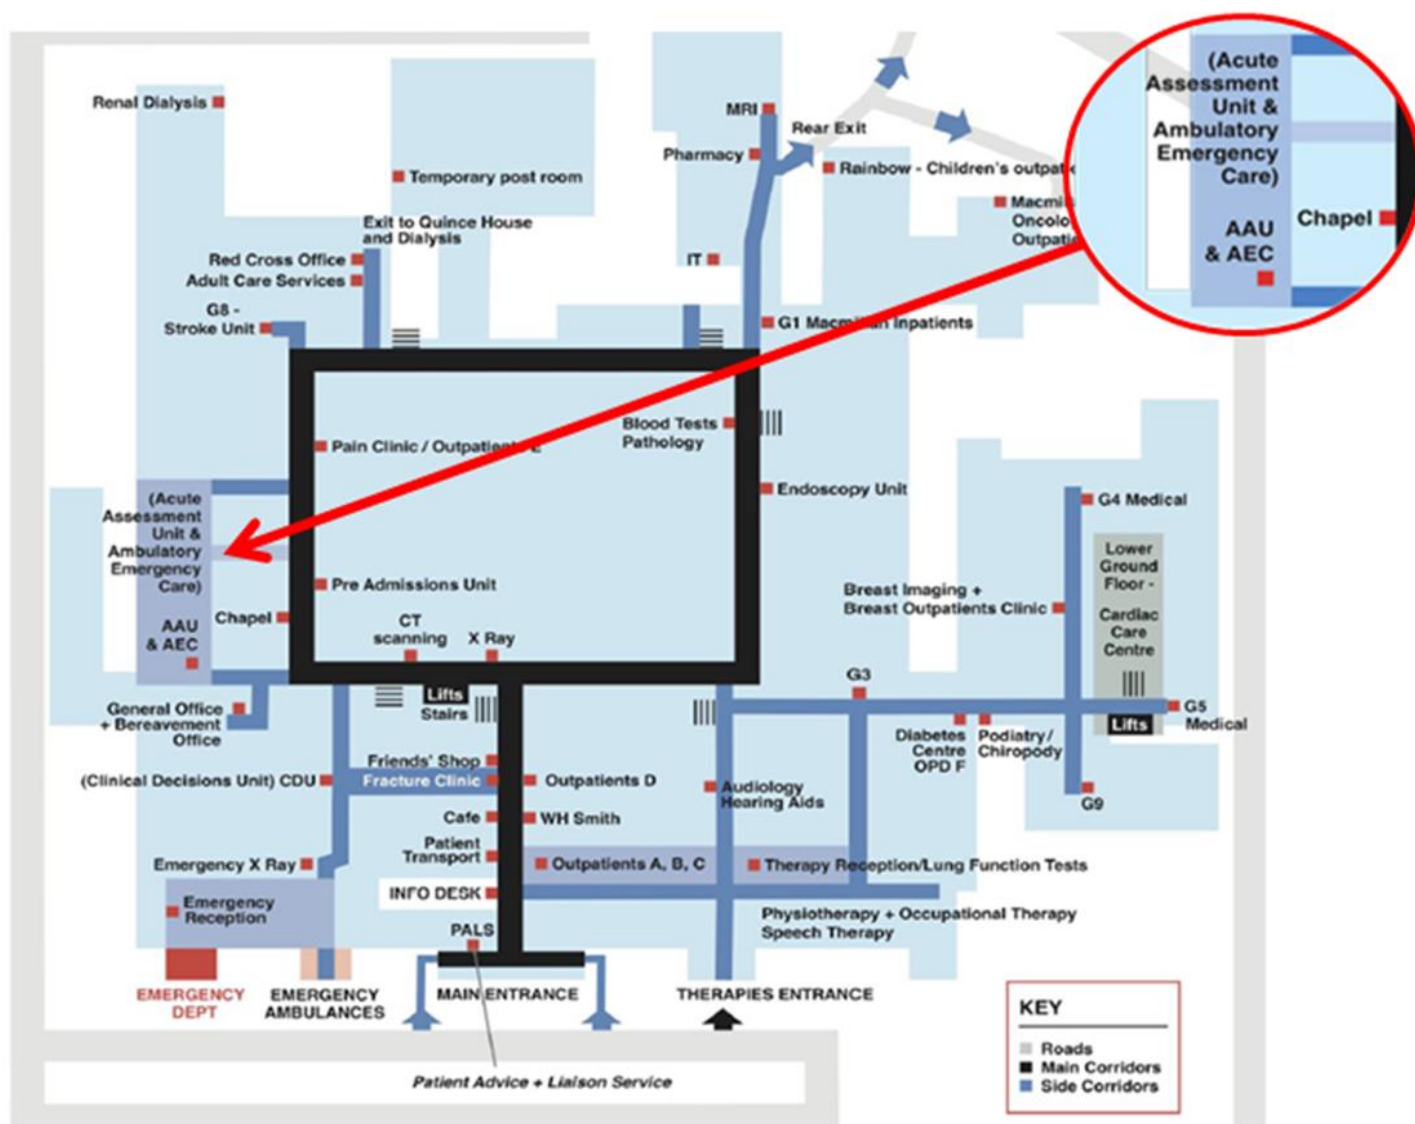 Renal Dialysis
Temporary post room
Exit to Quince House
and Dialysis
Red Cross Office
Adult Care Services
G8 -
Stroke Unit
MRI
Pharmacy
Rear Exit
Rainbow - Children's
IT
Oncolo
Outpati
G1 Macmillan Inpatients
(Acute
Assessment
Unit &
Ambulatory
Emergency
Care)
AAU
& AEC
Chapel
Blood Tests
Pathology
Pain Clinic / Outpatient E
Endoscopy Unit
(Acute
Assessment
Unit &
Ambulatory
Emergency
Care)
AAU
& AEC
Pre Admissions Unit
Chapel
CT
scanning
X Ray
Lifts
Stairs
General Office
+ Bereavement
Office
G4 Medical
Lower
Ground
Floor -
Cardiac
Care
Centre
Breast Imaging +
Breast Outpatients Clinic
G3
G5
Medical
Lifts
Diabetes
Centre
OPD F
Podiatry/
Chiropody
G9
Friends' Shop
(Clinical Decisions Unit) CDU
Fracture Clinic
Outpatients D
Audiology
Hearing Aids
Cafe
WH Smith
Patient
Transport
Emergency X Ray
Outpatients A, B, C
Therapy Reception/Lung Function Tests
INFO DESK
Emergency
Reception
PALS
Physiotherapy + Occupational Therapy
Speech Therapy
EMERGENCY
DEPT
EMERGENCY
AMBULANCES
MAIN ENTRANCE
THERAPIES ENTRANCE
Patient Advice + Liaison Service
KEY
Roads
Main Corridors
Side Corridors